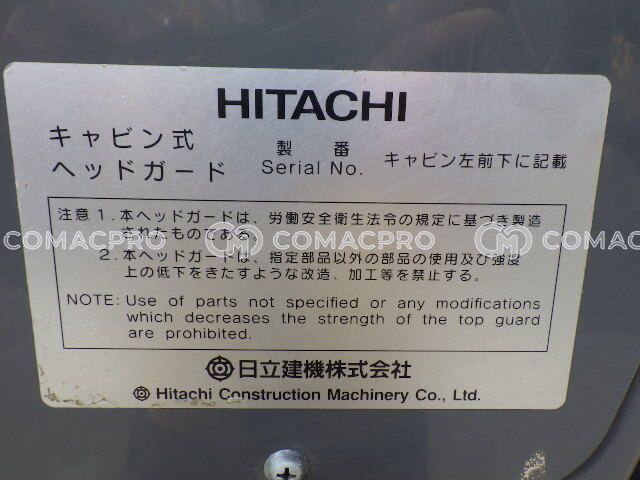 HITACHI
キャビン式
ヘッドガード
製番
Serial No.
キャビン左前下に記載
注意 1.本ヘッドガードは、労働安全衛生法令の規定に基づき製造
されたものである。
2.本ヘッドガードは、指定部品以外の部品の使用及び強度
上の低下をきたすような改造、加工等を禁止する。
NOTE: Use of parts not specified or any modifications
which decreases the strength of the top guard
are prohibited.
日立建機株式会社
Hitachi Construction Machinery Co., Ltd.
COMACPRO COMACPRO COMACPRO